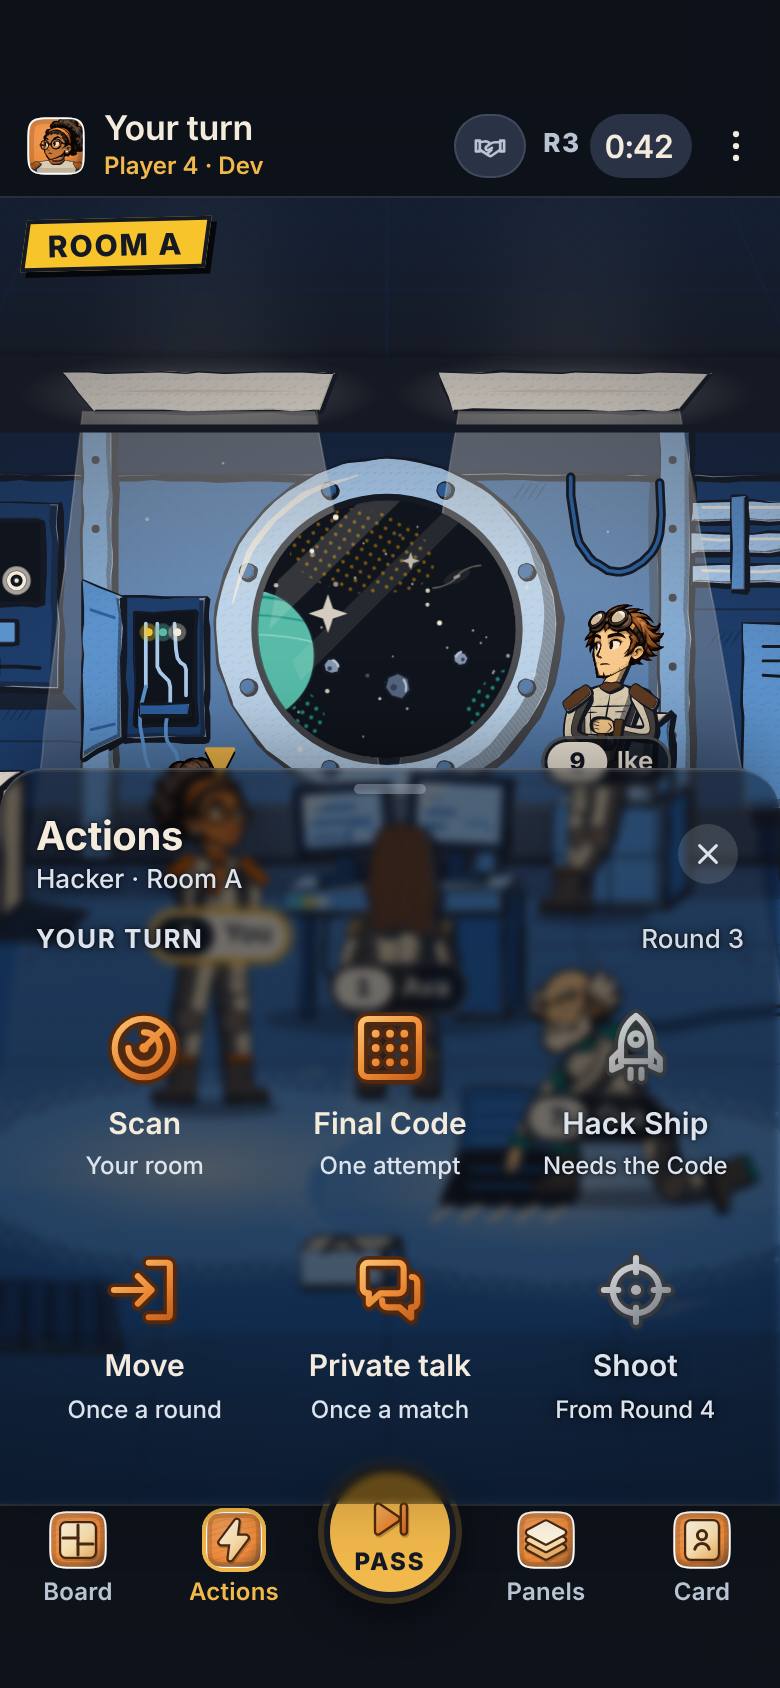 Your turn
Player 4 · Dev
R3
0:42
ROOM A
9 Ike
Actions
Hacker · Room A
YOUR TURN
Round 3
You
Ava
Scan
Final Code
Hack Ship
Your room
One attempt
Needs the Code
Move
Private talk
Shoot
Once a round
Once a match
From Round 4
PASS
Board
Actions
Panels
Card